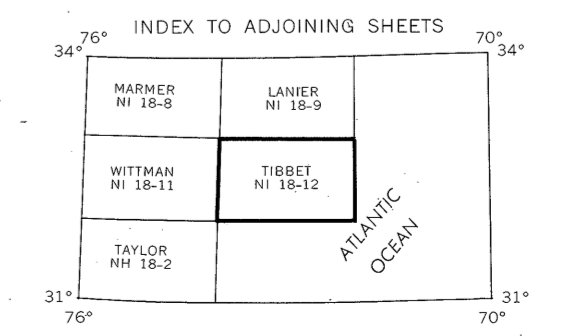 INDEX TO ADJOINING SHEETS
76° 70°
34° 34°
MARMER
NI 18-8
LANIER
NI 18-9
WITTMAN
NI 18-11
TIBBET
NI 18-12
ATLANTIC
OCEAN
TAYLOR
NH 18-2
31° 31°
76° 70°